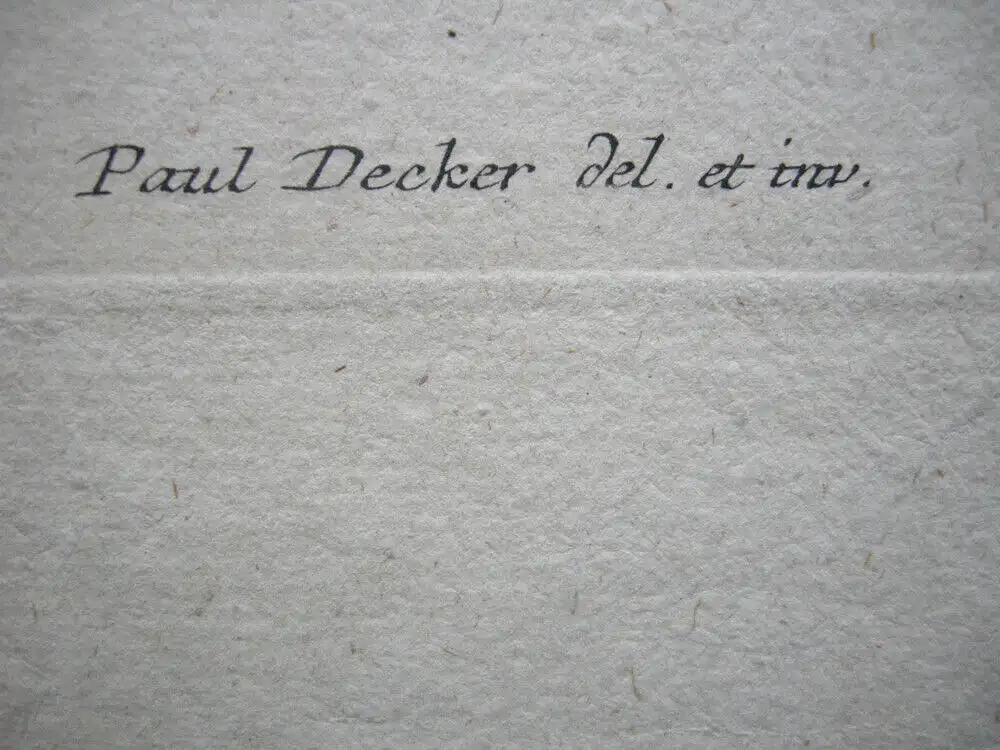 Paul Decker del. et inv.